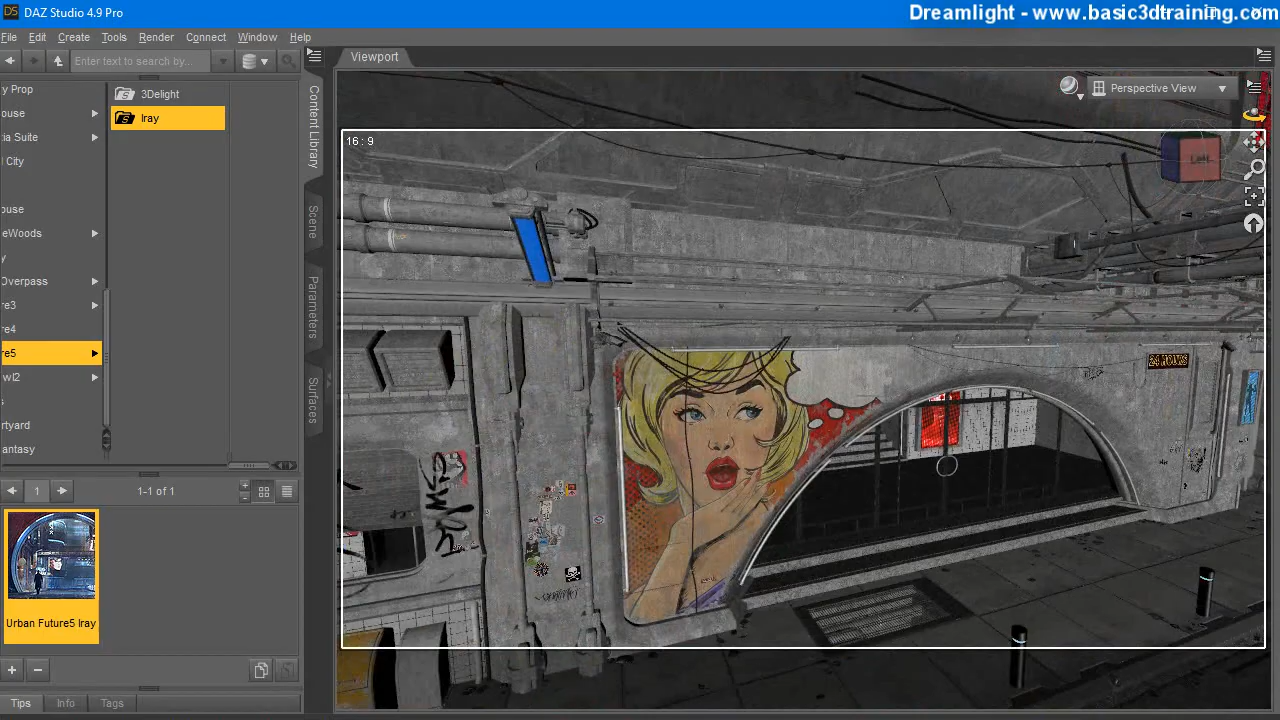 DS DAZ Studio 4.9 Pro
Dreamlight - www.basic3dtraining.com
File Edit Create Tools Render Connect Window Help
Enter text to search by...
Viewport
y Prop
ouse
tia Suite
l City
ouse
eWoods
y
Overpass
re3
re4
re5
wl2
s
rtyard
antasy
3Delight
Iray
Content Library
Scene
Parameters
Surfaces
Perspective View
16 : 9
Left
24 HOURS
1
1-1 of 1
Urban Future5 Iray
Tips Info Tags